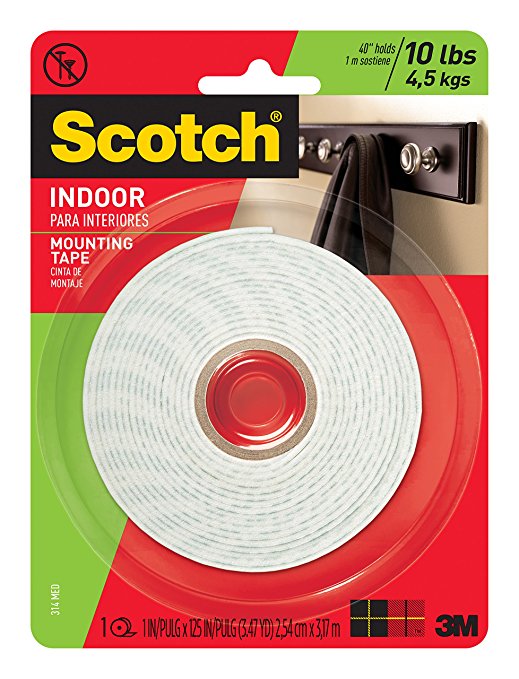 40" holds
1 m sostiene
10 lbs
4,5 kgs
Scotch®
INDOOR
PARA INTERIORES
MOUNTING
TAPE
CINTA DE
MONTAJE
314 MED
1 1 IN/PULG x 125 IN/PULG (3,47 YD) 2,54 cm x 3,17 m
3M